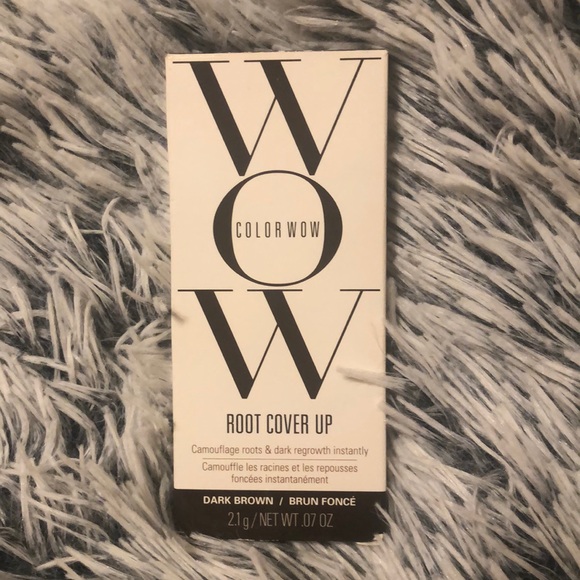 W
COLOR WOW
O
W
ROOT COVER UP
Camouflage roots & dark regrowth instantly
Camouffle les racines et les repousses
foncées instantanément
DARK BROWN / BRUN FONCÉ
2.1 g / NET WT .07 OZ